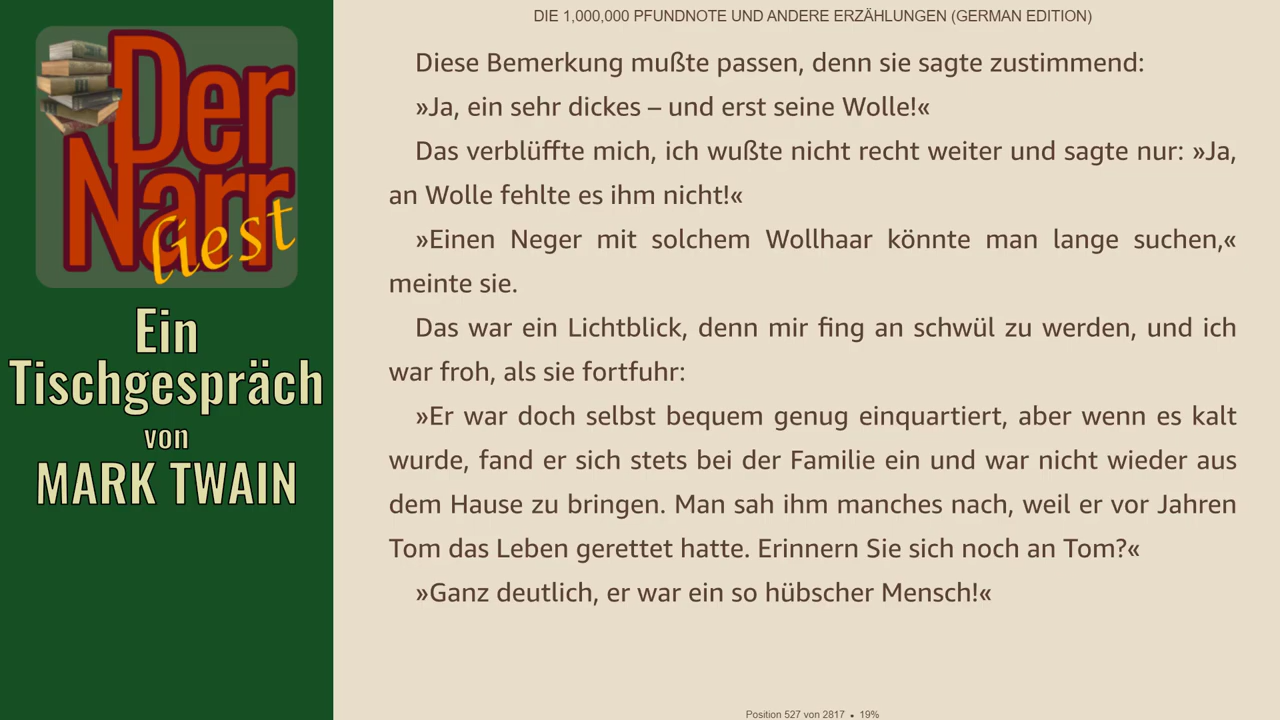 Der
Narr
liest
Ein
Tischgespräch
von
MARK TWAIN
DIE 1,000,000 PFUNDNOTE UND ANDERE ERZÄHLUNGEN (GERMAN EDITION)
Diese Bemerkung mußte passen, denn sie sagte zustimmend:
»Ja, ein sehr dickes – und erst seine Wolle!«
Das verblüffte mich, ich wußte nicht recht weiter und sagte nur: »Ja,
an Wolle fehlte es ihm nicht!«
»Einen Neger mit solchem Wollhaar könnte man lange suchen,«
meinte sie.
Das war ein Lichtblick, denn mir fing an schwül zu werden, und ich
war froh, als sie fortfuhr:
»Er war doch selbst bequem genug einquartiert, aber wenn es kalt
wurde, fand er sich stets bei der Familie ein und war nicht wieder aus
dem Hause zu bringen. Man sah ihm manches nach, weil er vor Jahren
Tom das Leben gerettet hatte. Erinnern Sie sich noch an Tom?«
»Ganz deutlich, er war ein so hübscher Mensch!«
Position 527 von 2817 • 19%